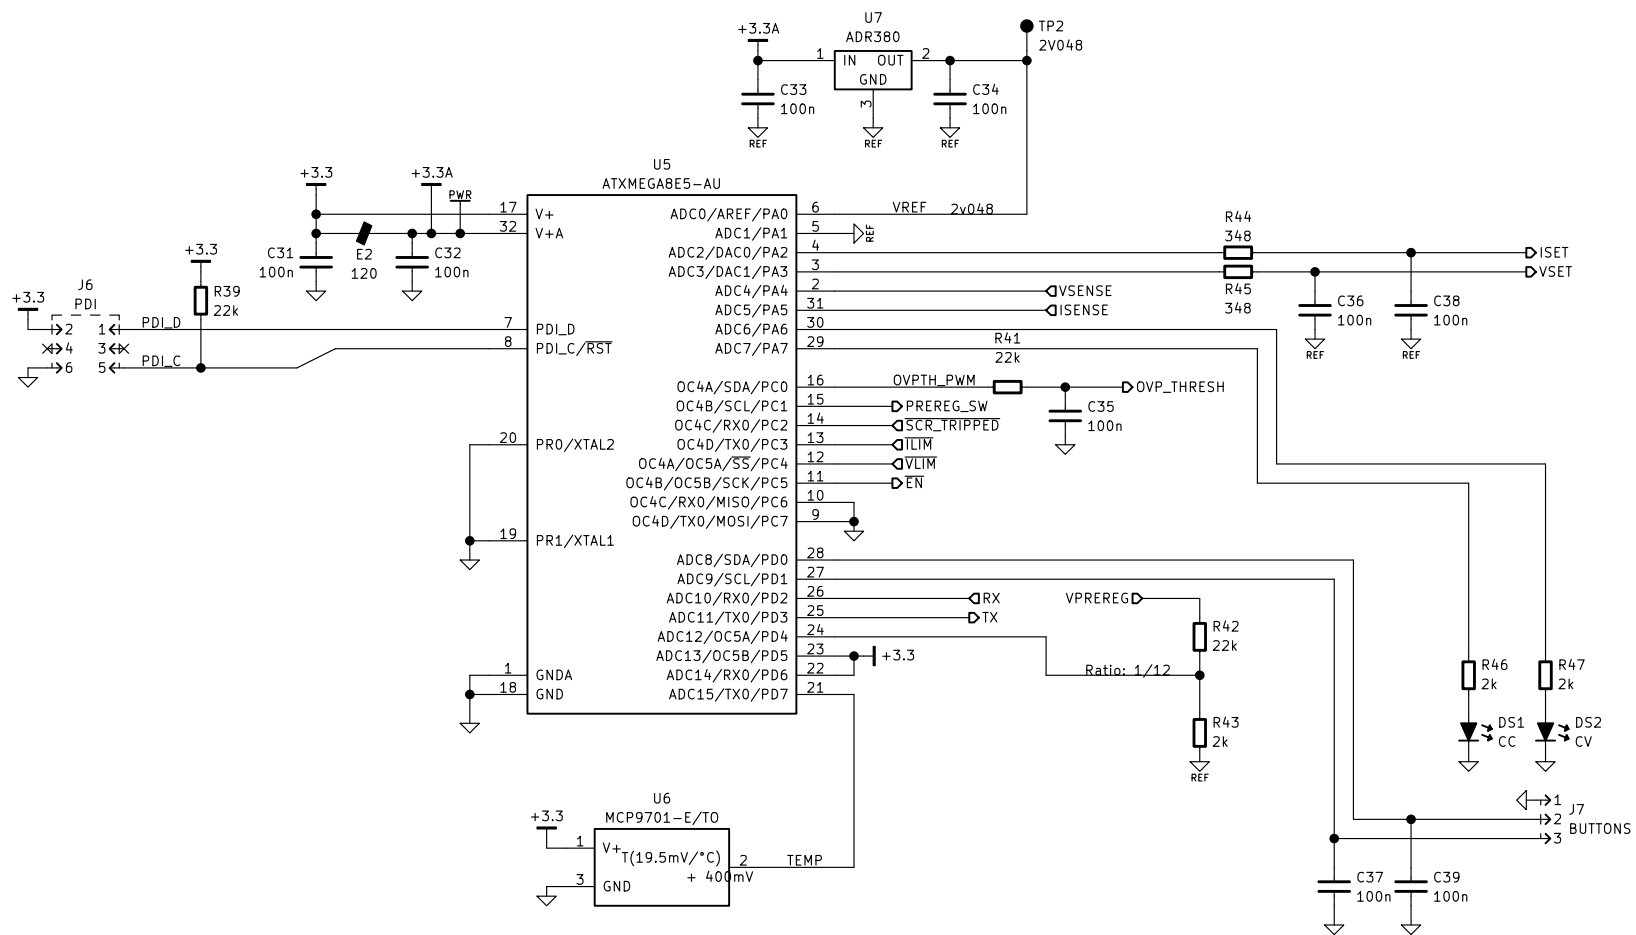 U7
ADR380
+3.3A
1
IN
OUT
2
GND
3
TP2
2V048
C33
100n
C34
100n
REF
REF
REF
U5
ATXMEGA8E5-AU
+3.3
+3.3A
PWR
17
V+
32
V+A
C31
100n
E2
120
C32
100n
+3.3
R39
22k
J6
PDI
+3.3
2
1
PDI_D
7
PDI_D
4
3
8
PDI_C/RST
6
5
PDI_C
20
PR0/XTAL2
19
PR1/XTAL1
1
GNDA
18
GND
ADC0/AREF/PA0
6
VREF
2v048
ADC1/PA1
5
REF
ADC2/DAC0/PA2
4
R44
348
ISET
ADC3/DAC1/PA3
3
R45
348
VSET
ADC4/PA4
2
VSENSE
ADC5/PA5
31
ISENSE
C36
100n
REF
C38
100n
REF
ADC6/PA6
30
ADC7/PA7
29
R41
22k
OC4A/SDA/PC0
16
OVPTH_PWM
OVP_THRESH
C35
100n
OC4B/SCL/PC1
15
PREREG_SW
OC4C/RX0/PC2
14
SCR_TRIPPED
OC4D/TX0/PC3
13
ILIM
OC4A/OC5A/SS/PC4
12
VLIM
OC4B/OC5B/SCK/PC5
11
EN
OC4C/RX0/MISO/PC6
10
OC4D/TX0/MOSI/PC7
9
ADC8/SDA/PD0
28
ADC9/SCL/PD1
27
ADC10/RX0/PD2
26
RX
ADC11/TX0/PD3
25
TX
ADC12/OC5A/PD4
24
ADC13/OC5B/PD5
23
+3.3
ADC14/RX0/PD6
22
ADC15/TX0/PD7
21
VPREREG
R42
22k
Ratio: 1/12
R43
2k
REF
R46
2k
R47
2k
DS1
CC
DS2
CV
J7
BUTTONS
1
2
3
C37
100n
C39
100n
U6
MCP9701-E/TO
+3.3
1
V+
T(19.5mV/°C)
+ 400mV
2
TEMP
3
GND